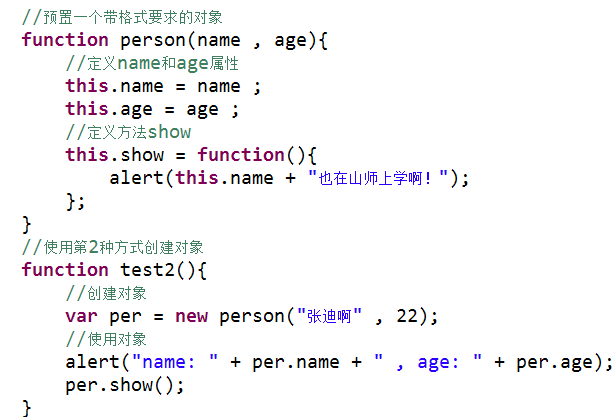 //预置一个带格式要求的对象
function person(name , age){
    //定义name和age属性
    this.name = name ;
    this.age = age ;
    //定义方法show
    this.show = function(){
        alert(this.name + "也在山师上学啊！");
    };
}
//使用第2种方式创建对象
function test2(){
    //创建对象
    var per = new person("张迪啊" , 22);
    //使用对象
    alert("name: " + per.name + " , age: " + per.age);
    per.show();
}